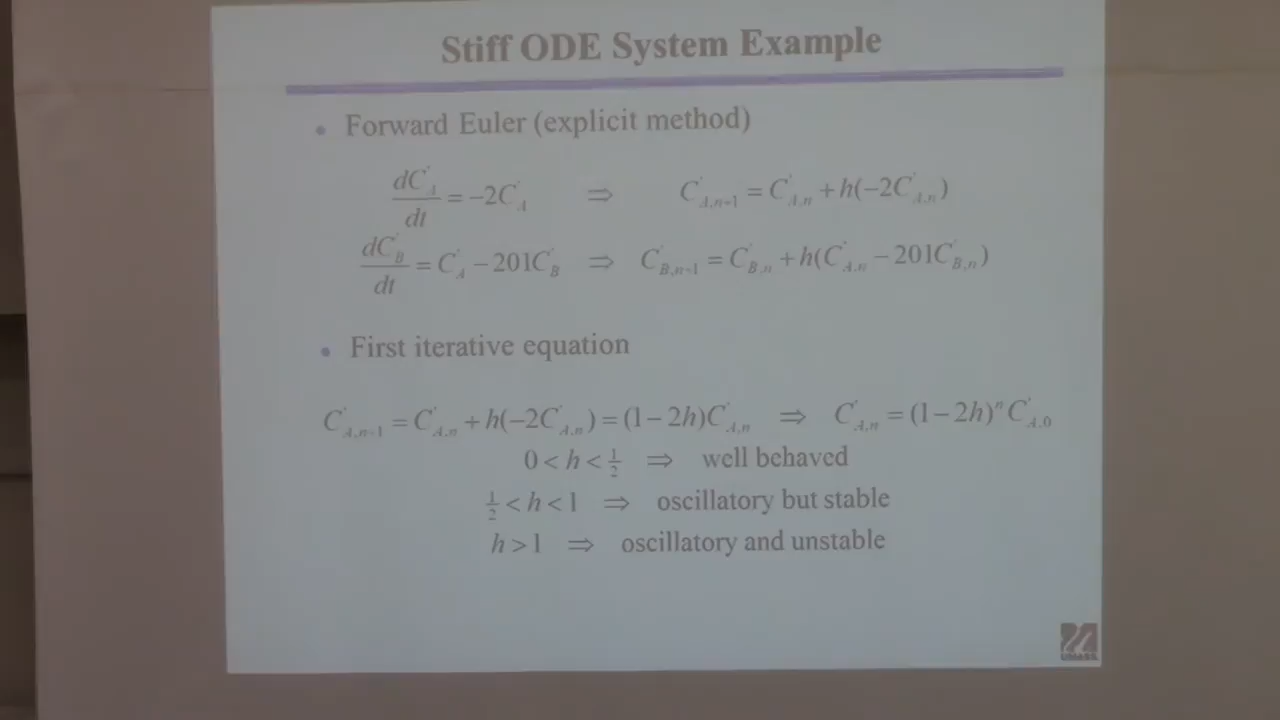 Stiff ODE System Example
• Forward Euler (explicit method)
dC'_A/dt = −2C'_A ⇒ C'_{A,n+1} = C'_{A,n} + h(−2C'_{A,n})
dC'_B/dt = C'_A − 201C'_B ⇒ C'_{B,n+1} = C'_{B,n} + h(C'_{A,n} − 201C'_{B,n})
• First iterative equation
C'_{A,n+1} = C'_{A,n} + h(−2C'_{A,n}) = (1−2h)C'_{A,n} ⇒ C'_{A,n} = (1−2h)^n C'_{A,0}
0 < h < 1/2 ⇒ well behaved
1/2 < h < 1 ⇒ oscillatory but stable
h > 1 ⇒ oscillatory and unstable